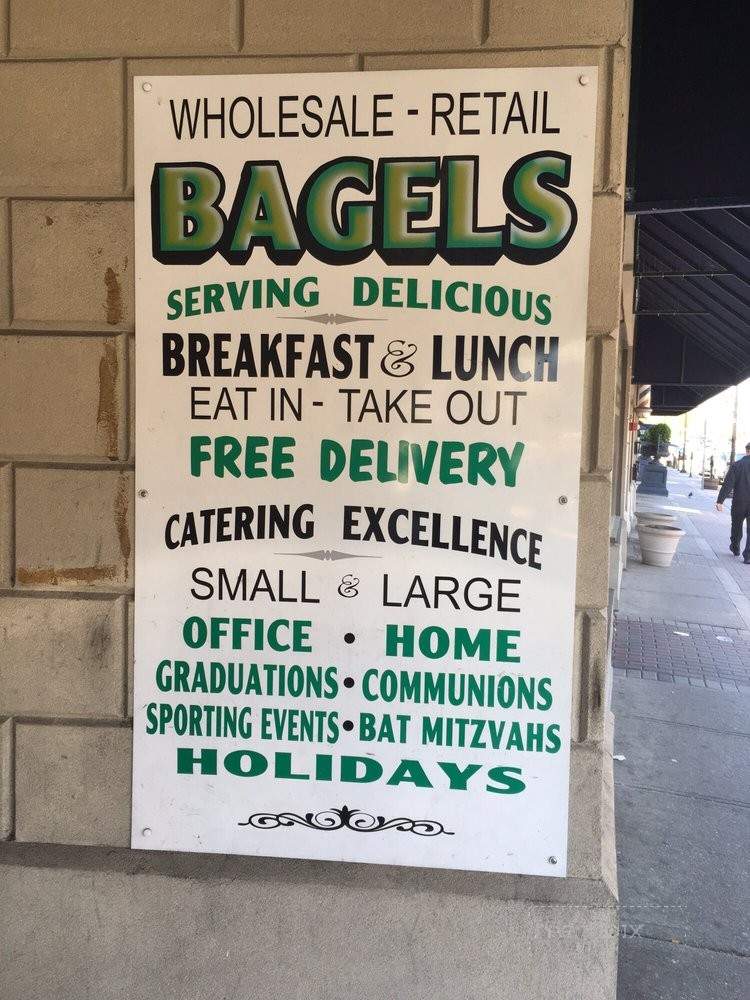 WHOLESALE - RETAIL
BAGELS
SERVING DELICIOUS
BREAKFAST & LUNCH
EAT IN - TAKE OUT
FREE DELIVERY
CATERING EXCELLENCE
SMALL & LARGE
OFFICE • HOME
GRADUATIONS • COMMUNIONS
SPORTING EVENTS • BAT MITZVAHS
HOLIDAYS